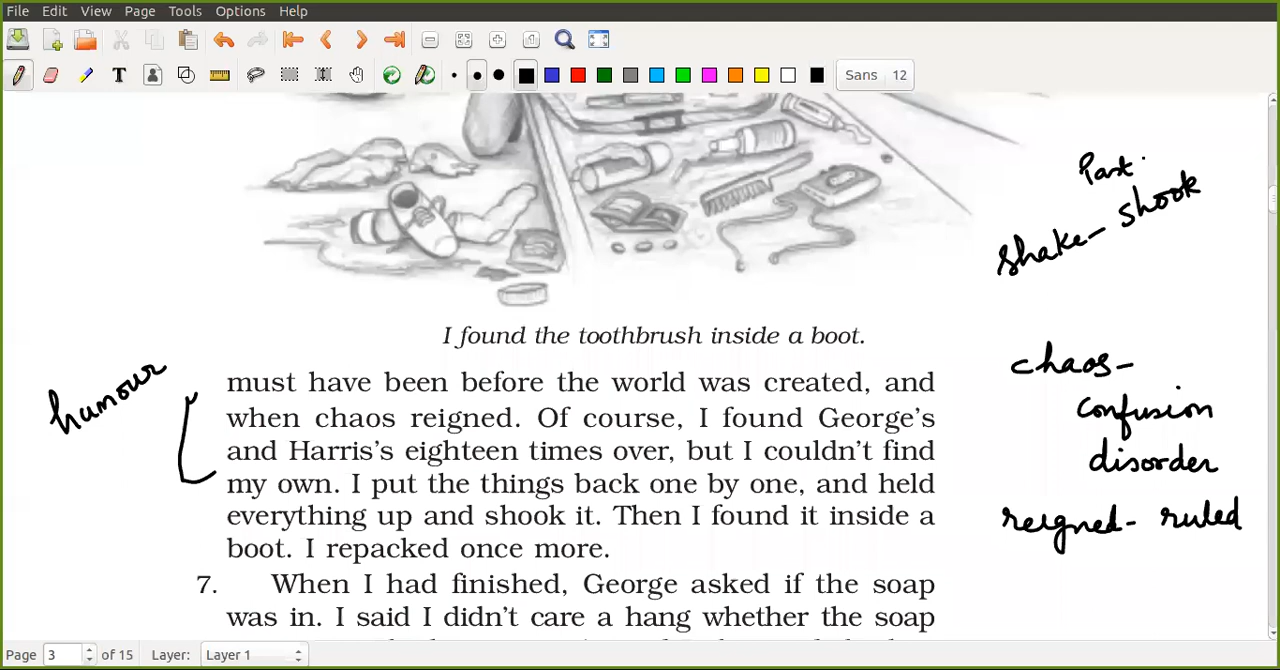 File Edit View Page Tools Options Help
Sans 12
Past
shake - shook
I found the toothbrush inside a boot.
humour
must have been before the world was created, and
when chaos reigned. Of course, I found George's
and Harris's eighteen times over, but I couldn't find
my own. I put the things back one by one, and held
everything up and shook it. Then I found it inside a
boot. I repacked once more.
chaos -
confusion
disorder
reigned - ruled
7. When I had finished, George asked if the soap
was in. I said I didn't care a hang whether the soap
Page 3 of 15 Layer: Layer 1